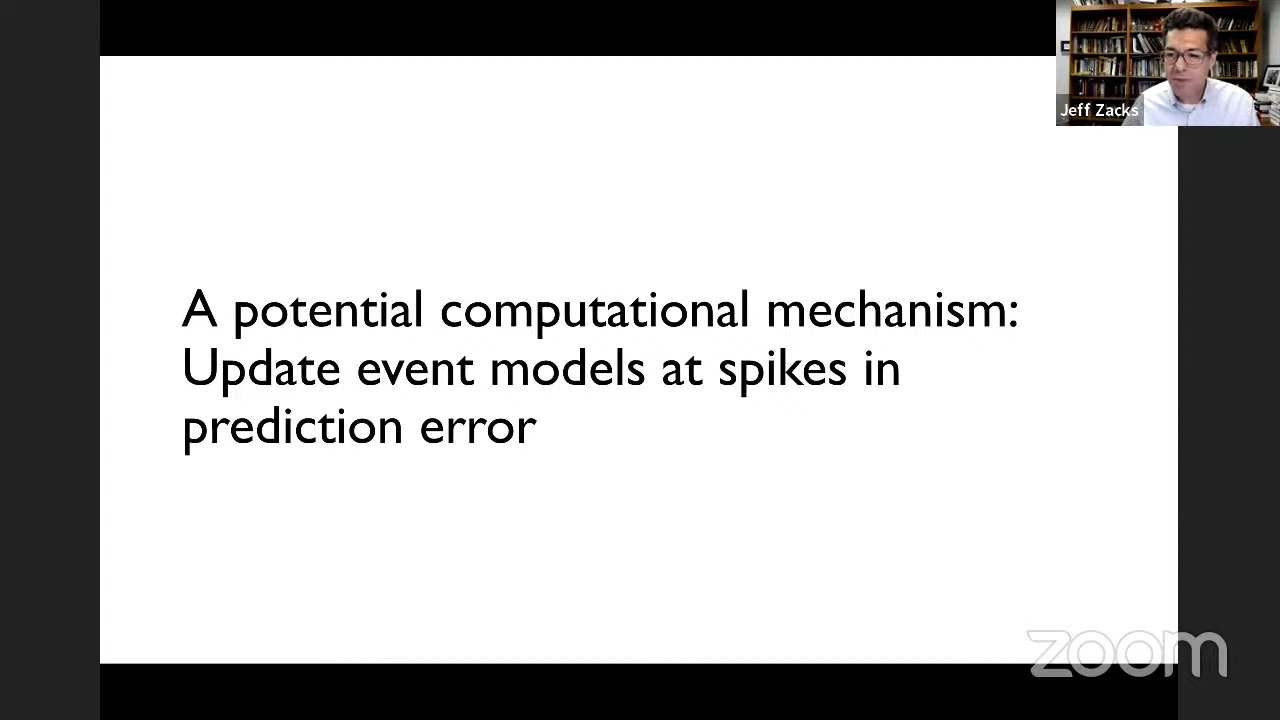 Jeff Zacks
A potential computational mechanism:
Update event models at spikes in
prediction error
zoom